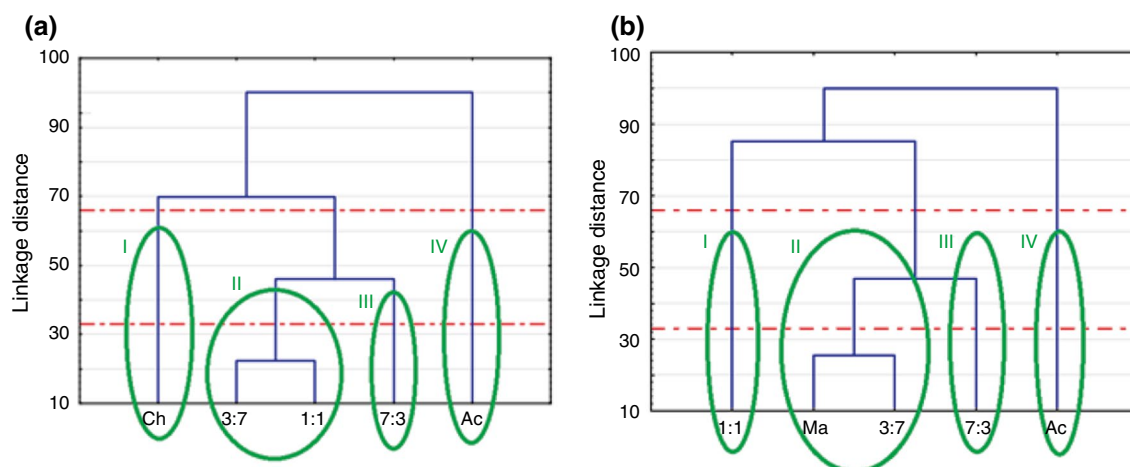 (a)
Linkage distance
100
90
70
50
30
10
I
II
III
IV
Ch
3:7
1:1
7:3
Ac
(b)
Linkage distance
100
90
70
50
30
10
I
II
III
IV
1:1
Ma
3:7
7:3
Ac